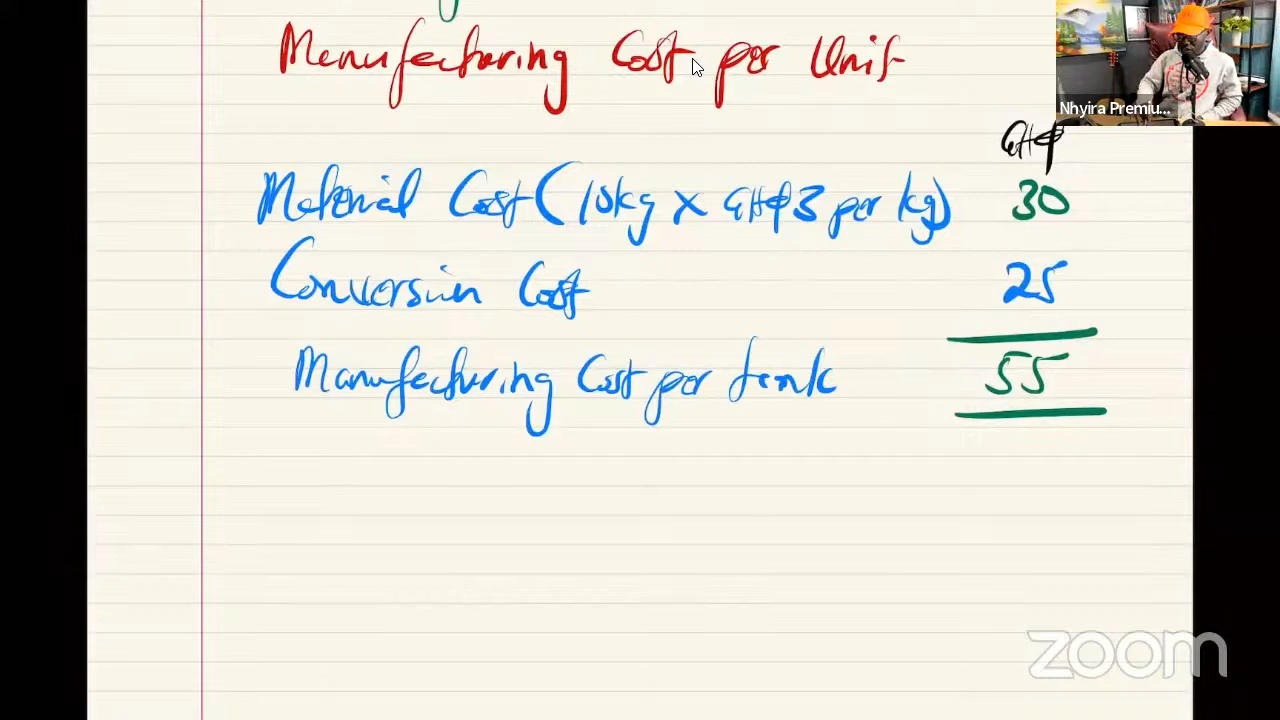 Manufacturing Cost per Unit
Nhyira Premiu...
GH¢
Material Cost (10kg x GH¢3 per kg) 30
Conversion Cost 25
Manufacturing Cost per tank 55
zoom